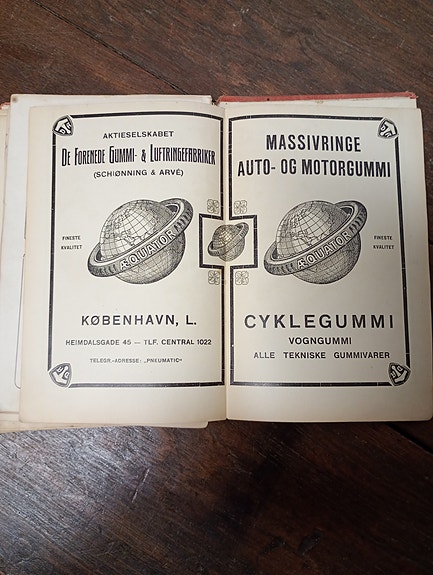 AKTIESELSKABET
DE FORENEDE GUMMI- & LUFTRINGEFABRIKER
(SCHIØNNING & ARVÉ)
FINESTE
KVALITET
ÆQUATOR
KØBENHAVN, L.
HEIMDALSGADE 45 — TLF. CENTRAL 1022
TELEGR.-ADRESSE: „PNEUMATIC“
MASSIVRINGE
AUTO- OG MOTORGUMMI
ÆQUATOR
FINESTE
KVALITET
CYKLEGUMMI
VOGNGUMMI
ALLE TEKNISKE GUMMIVARER